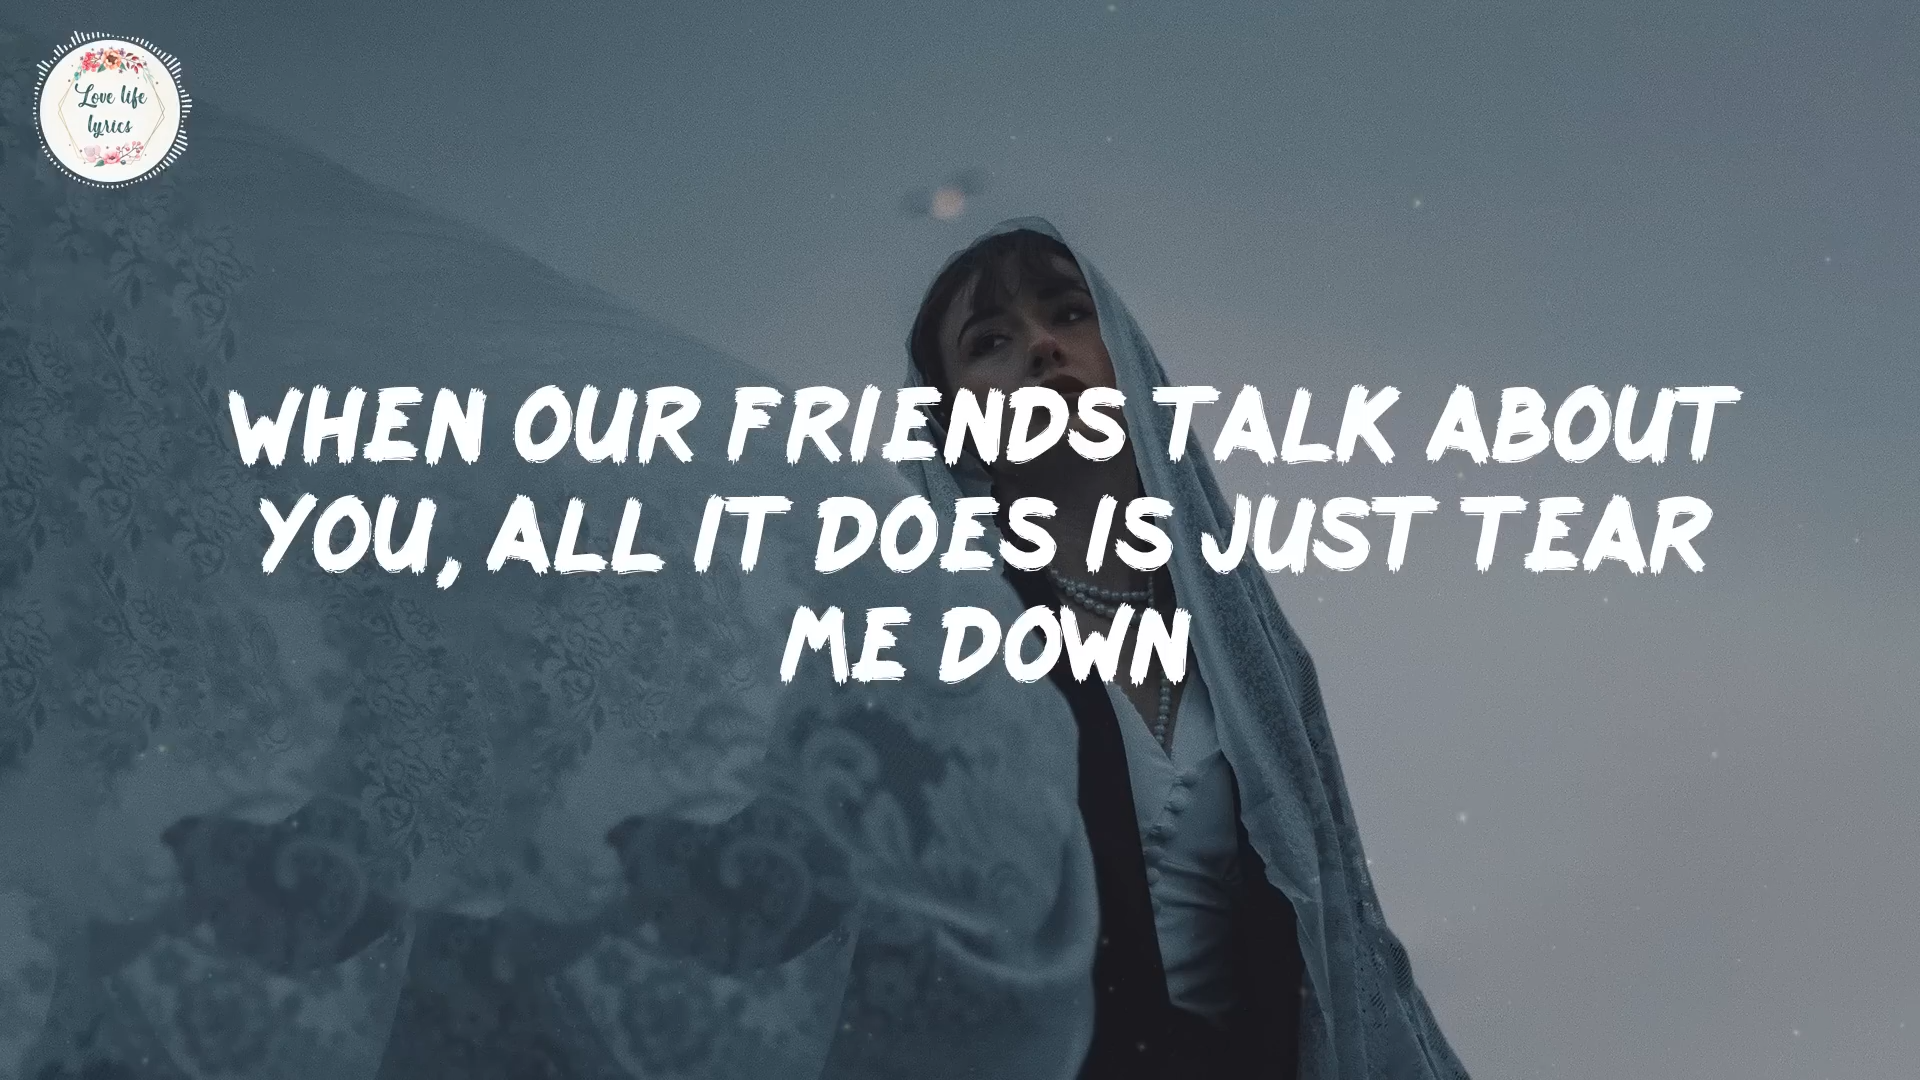 Love life
lyrics
WHEN OUR FRIENDS TALK ABOUT
YOU, ALL IT DOES IS JUST TEAR
ME DOWN